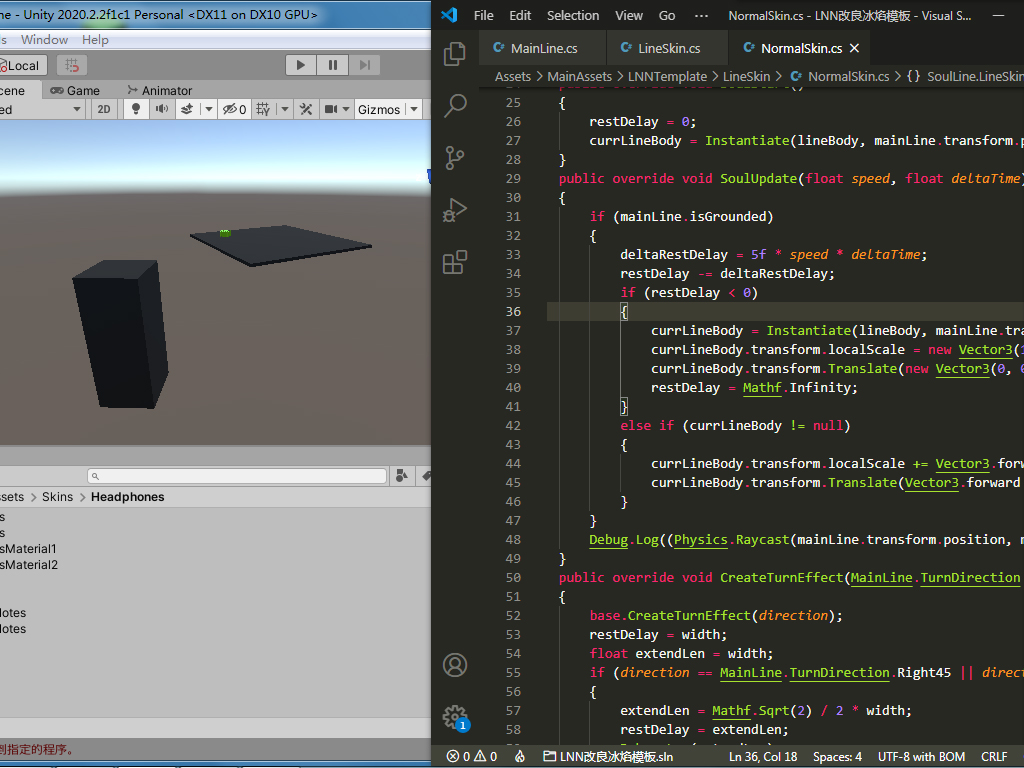 ne - Unity 2020.2.2f1c1 Personal <DX11 on DX10 GPU>
ls Window Help
Local
cene Game Animator
ed 2D 0 Gizmos
ssets > Skins > Headphones
s
s
sMaterial1
sMaterial2
lotes
lotes
到指定的程序。
File Edit Selection View Go ··· NormalSkin.cs - LNN改良冰焰模板 - Visual S...
MainLine.cs LineSkin.cs NormalSkin.cs
Assets > MainAssets > LNNTemplate > LineSkin > NormalSkin.cs > {} SoulLine.LineSkin
25 {
26 restDelay = 0;
27 currLineBody = Instantiate(lineBody, mainLine.transform.p
28 }
29 public override void SoulUpdate(float speed, float deltaTime)
30 {
31 if (mainLine.isGrounded)
32 {
33 deltaRestDelay = 5f * speed * deltaTime;
34 restDelay -= deltaRestDelay;
35 if (restDelay < 0)
36 {
37 currLineBody = Instantiate(lineBody, mainLine.tra
38 currLineBody.transform.localScale = new Vector3(1
39 currLineBody.transform.Translate(new Vector3(0, 0
40 restDelay = Mathf.Infinity;
41 }
42 else if (currLineBody != null)
43 {
44 currLineBody.transform.localScale += Vector3.forw
45 currLineBody.transform.Translate(Vector3.forward
46 }
47 }
48 Debug.Log((Physics.Raycast(mainLine.transform.position, m
49 }
50 public override void CreateTurnEffect(MainLine.TurnDirection
51 {
52 base.CreateTurnEffect(direction);
53 restDelay = width;
54 float extendLen = width;
55 if (direction == MainLine.TurnDirection.Right45 || direct
56 {
57 extendLen = Mathf.Sqrt(2) / 2 * width;
58 restDelay = extendLen;
1
0 0 LNN改良冰焰模板.sln Ln 36, Col 18 Spaces: 4 UTF-8 with BOM CRLF